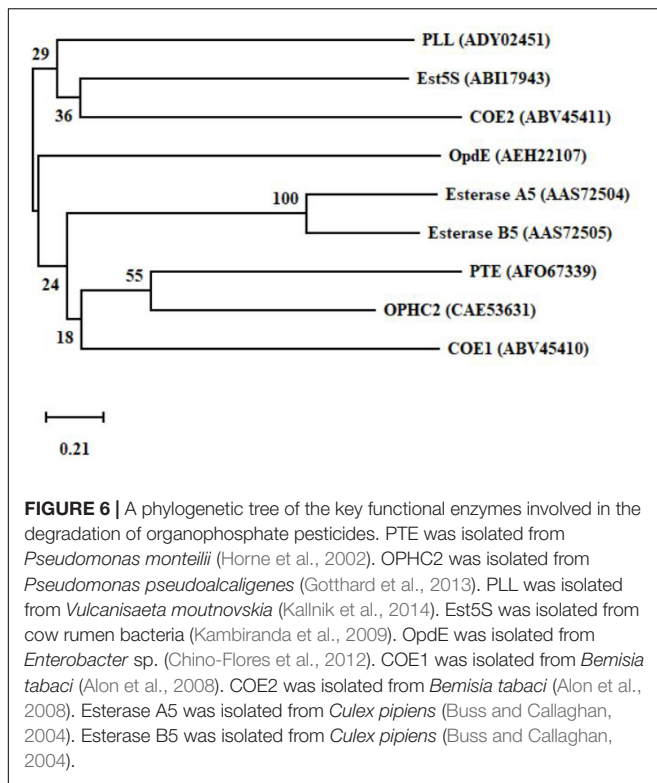 29
PLL (ADY02451)
Est5S (ABI17943)
36
COE2 (ABV45411)
OpdE (AEH22107)
100
Esterase A5 (AAS72504)
Esterase B5 (AAS72505)
24
55
PTE (AFO67339)
OPHC2 (CAE53631)
18
COE1 (ABV45410)
0.21
FIGURE 6 | A phylogenetic tree of the key functional enzymes involved in the
degradation of organophosphate pesticides. PTE was isolated from
Pseudomonas monteilii (Horne et al., 2002). OPHC2 was isolated from
Pseudomonas pseudoalcaligenes (Gotthard et al., 2013). PLL was isolated
from Vulcanisaeta moutnovskia (Kallnik et al., 2014). Est5S was isolated from
cow rumen bacteria (Kambiranda et al., 2009). OpdE was isolated from
Enterobacter sp. (Chino-Flores et al., 2012). COE1 was isolated from Bemisia
tabaci (Alon et al., 2008). COE2 was isolated from Bemisia tabaci (Alon et al.,
2008). Esterase A5 was isolated from Culex pipiens (Buss and Callaghan,
2004). Esterase B5 was isolated from Culex pipiens (Buss and Callaghan,
2004).